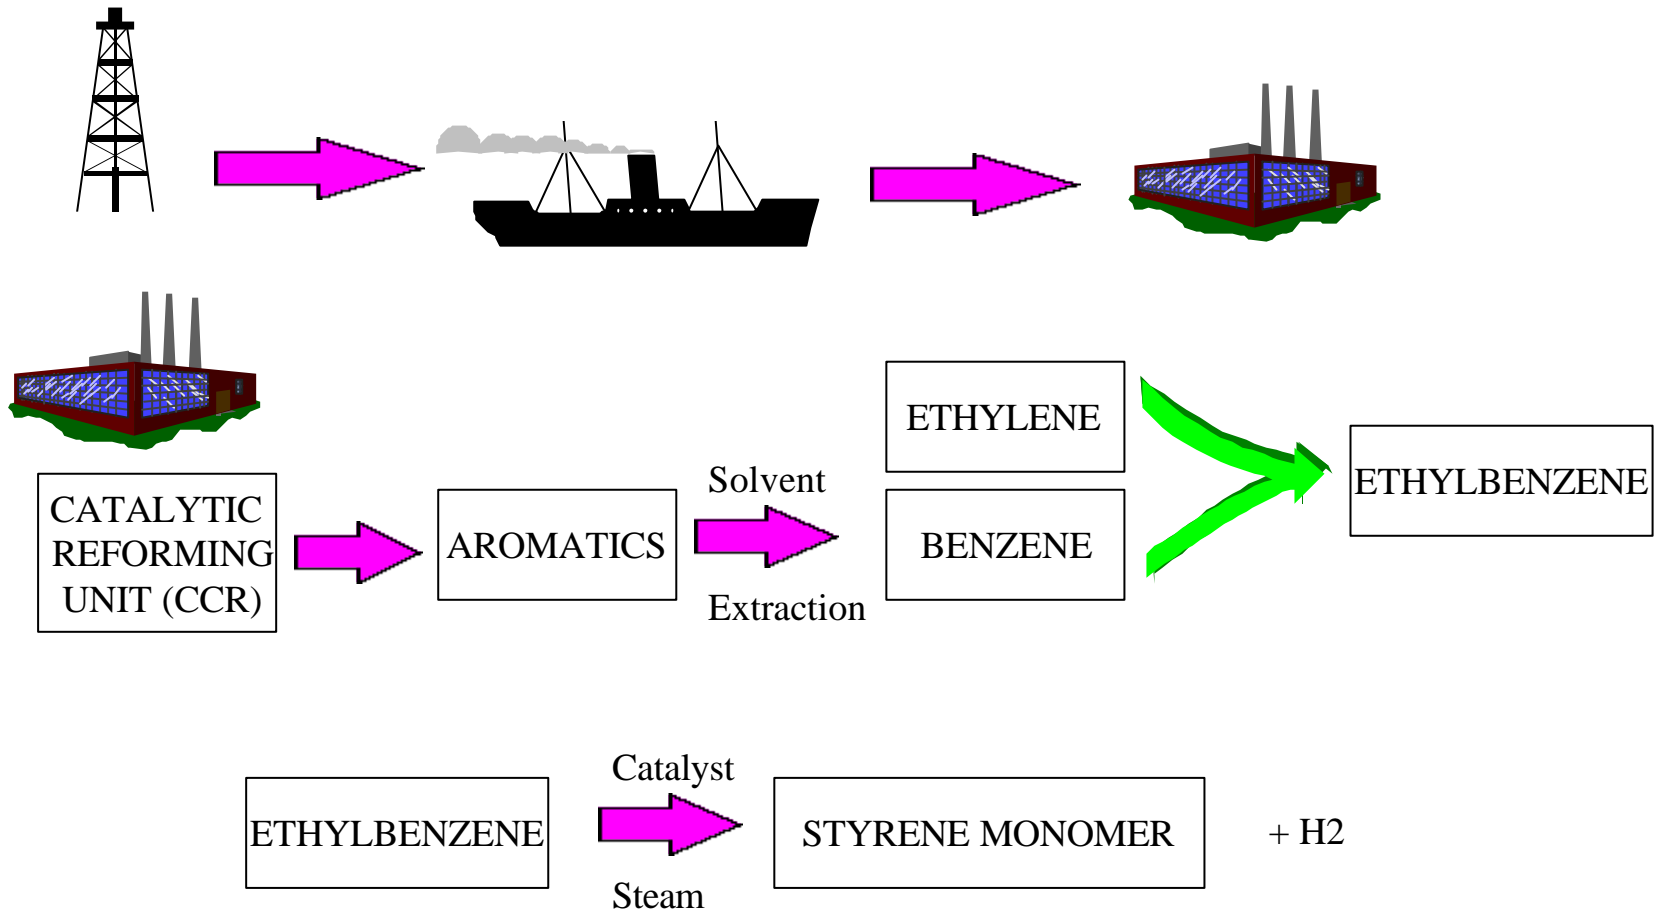 CATALYTIC
REFORMING
UNIT (CCR)
AROMATICS
Solvent
Extraction
ETHYLENE
BENZENE
ETHYLBENZENE
ETHYLBENZENE
Catalyst
Steam
STYRENE MONOMER
+ H2